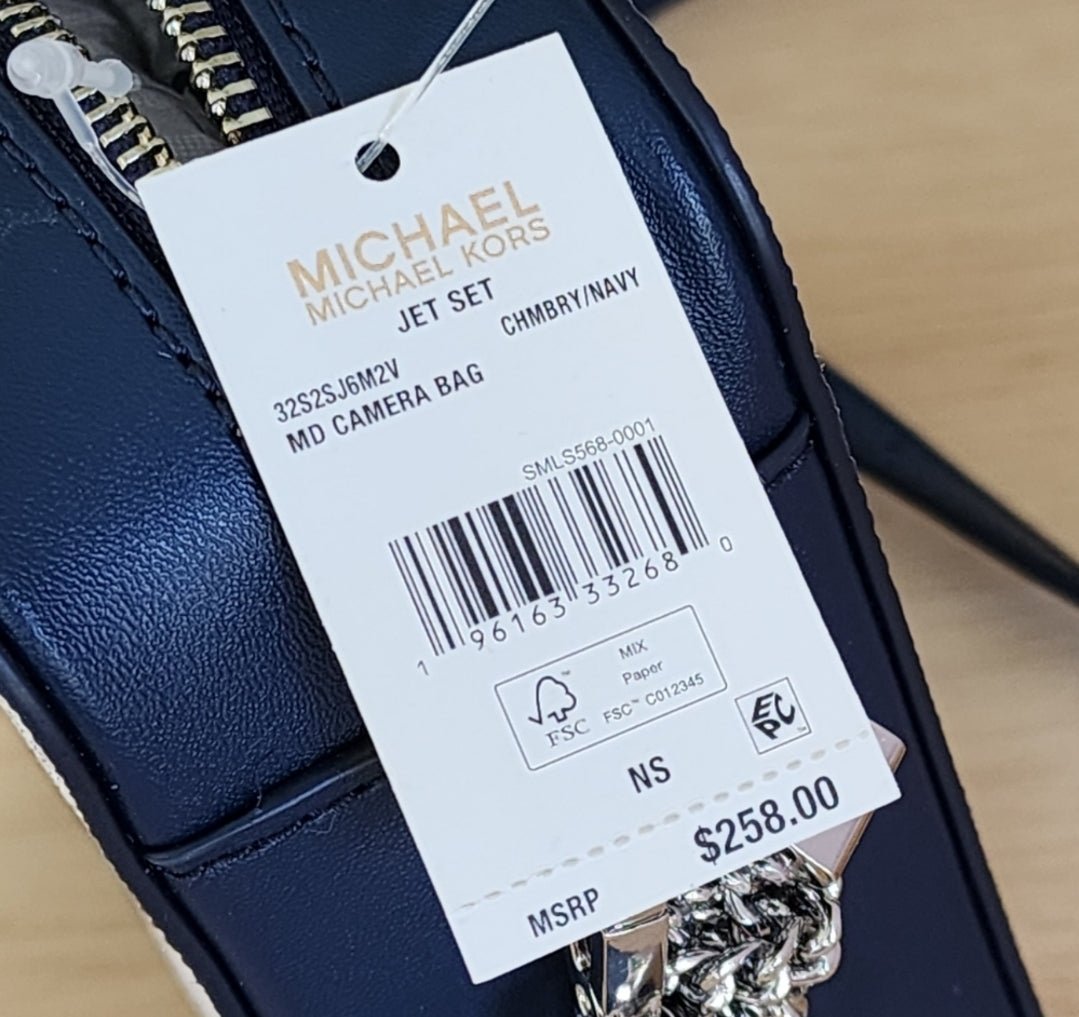 MICHAEL
MICHAEL KORS
JET SET
CHMBRY/NAVY
32S2SJ6M2V
MD CAMERA BAG
SMLS568-0001
1 96163 33268 0
MIX
Paper
FSC™ C012345
FSC
EPC
NS
$258.00
MSRP